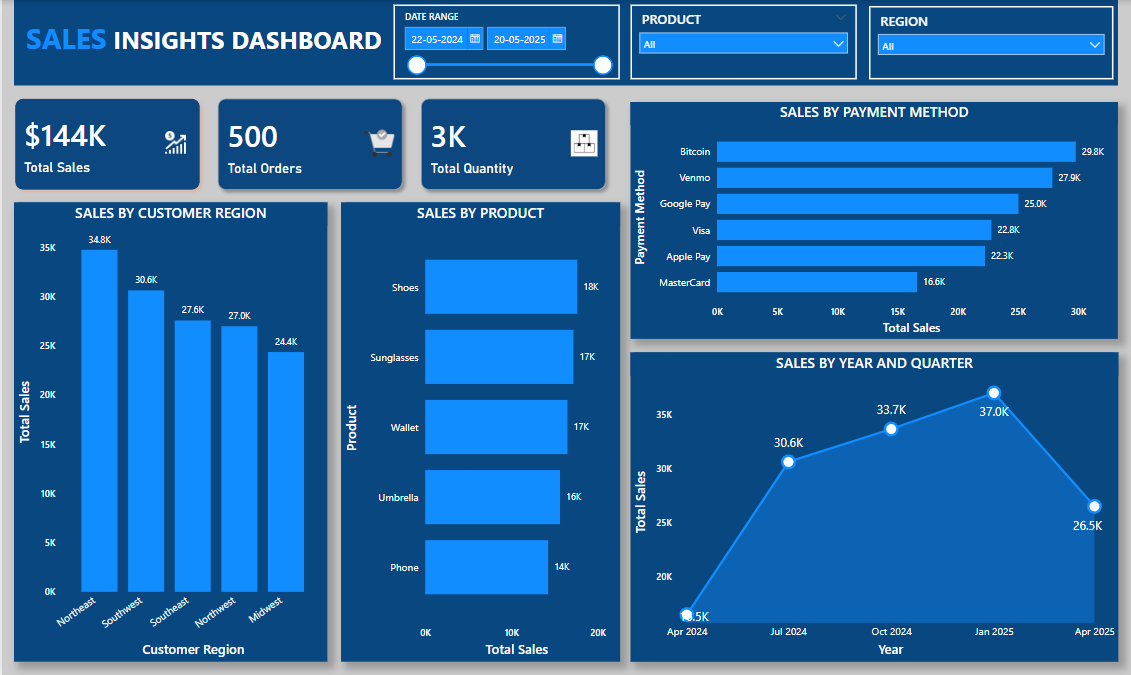 SALES INSIGHTS DASHBOARD
DATE RANGE
22-05-2024 20-05-2025
PRODUCT
All
REGION
All
$144K
Total Sales
500
Total Orders
3K
Total Quantity
SALES BY PAYMENT METHOD
Payment Method
Bitcoin 29.8K
Venmo 27.9K
Google Pay 25.0K
Visa 22.8K
Apple Pay 22.3K
MasterCard 16.6K
0K 5K 10K 15K 20K 25K 30K
Total Sales
SALES BY CUSTOMER REGION
Total Sales
35K
30K
25K
20K
15K
10K
5K
0K
34.8K
30.6K
27.6K
27.0K
24.4K
Northeast Southwest Southeast Northwest Midwest
Customer Region
SALES BY PRODUCT
Product
Shoes 18K
Sunglasses 17K
Wallet 17K
Umbrella 16K
Phone 14K
0K 10K 20K
Total Sales
SALES BY YEAR AND QUARTER
Total Sales
35K
30K
25K
20K
30.6K
33.7K
37.0K
26.5K
Apr 2024 Jul 2024 Oct 2024 Jan 2025 Apr 2025
Year